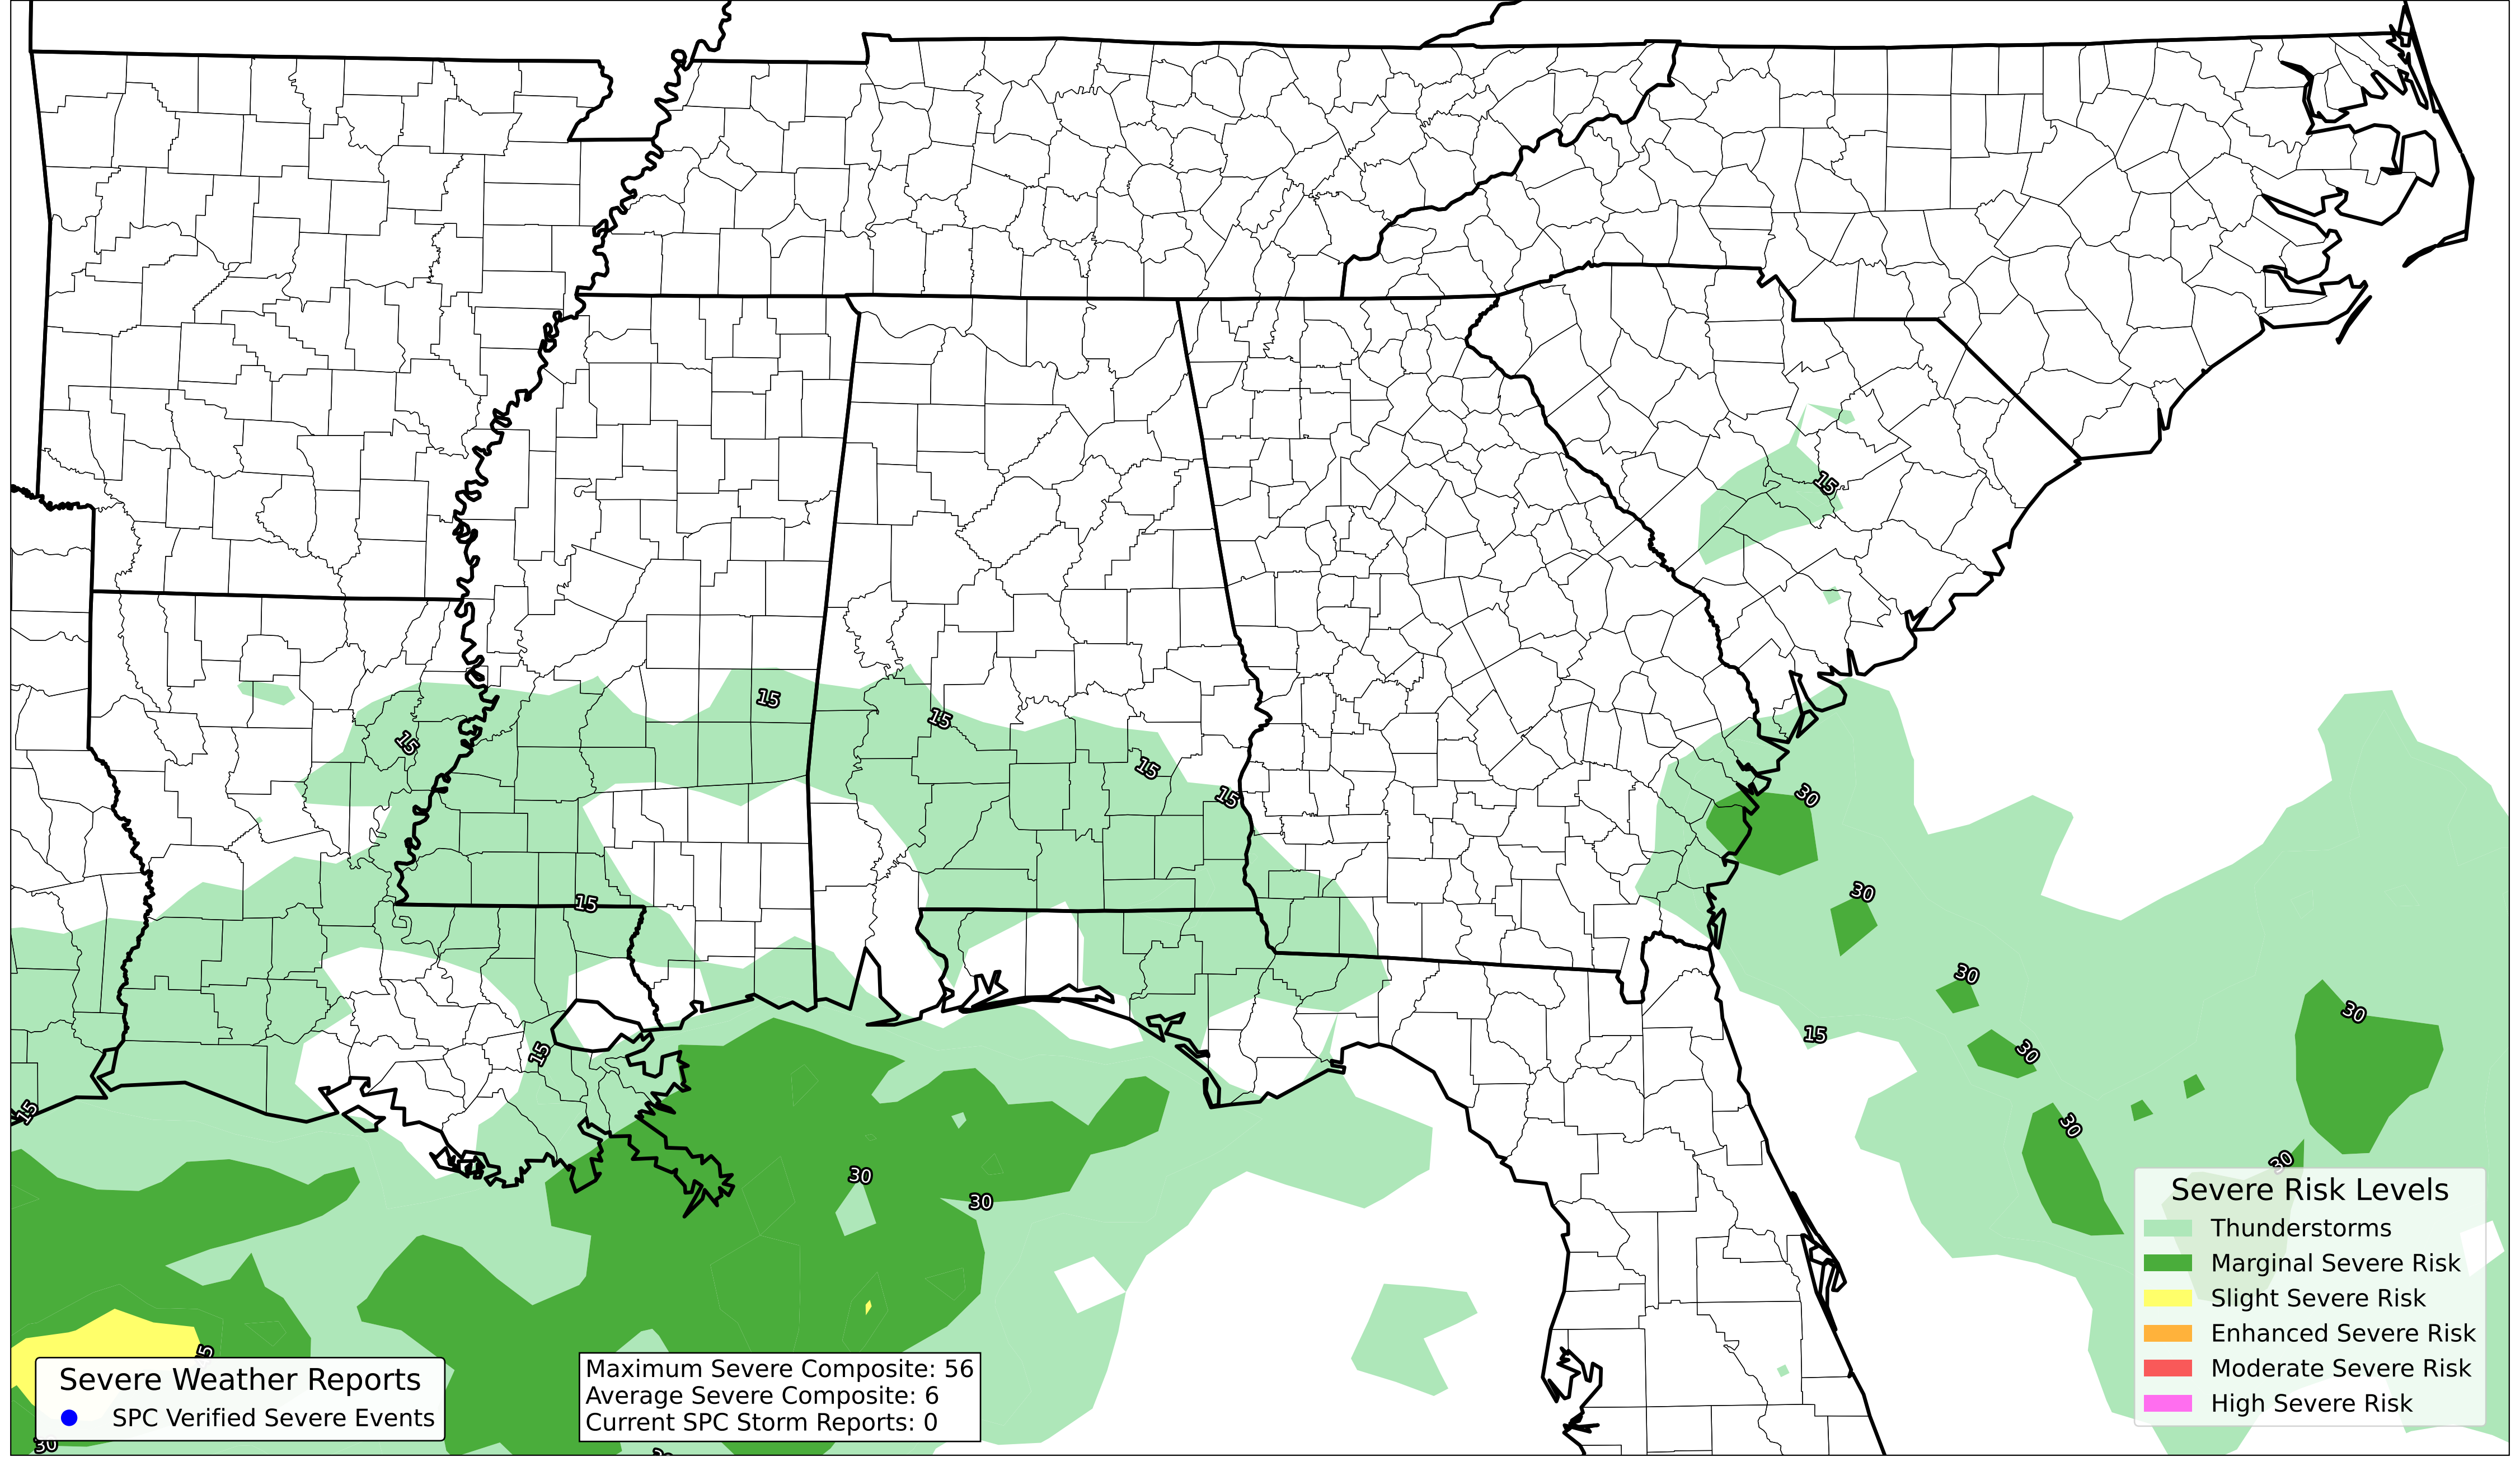 15
15
15
15
15
15
30
30
15
30
30
15
15
30
15
30
30
30
30
5
30
Severe Risk Levels
Thunderstorms
Marginal Severe Risk
Slight Severe Risk
Enhanced Severe Risk
Moderate Severe Risk
High Severe Risk
Severe Weather Reports
SPC Verified Severe Events
Maximum Severe Composite: 56
Average Severe Composite: 6
Current SPC Storm Reports: 0